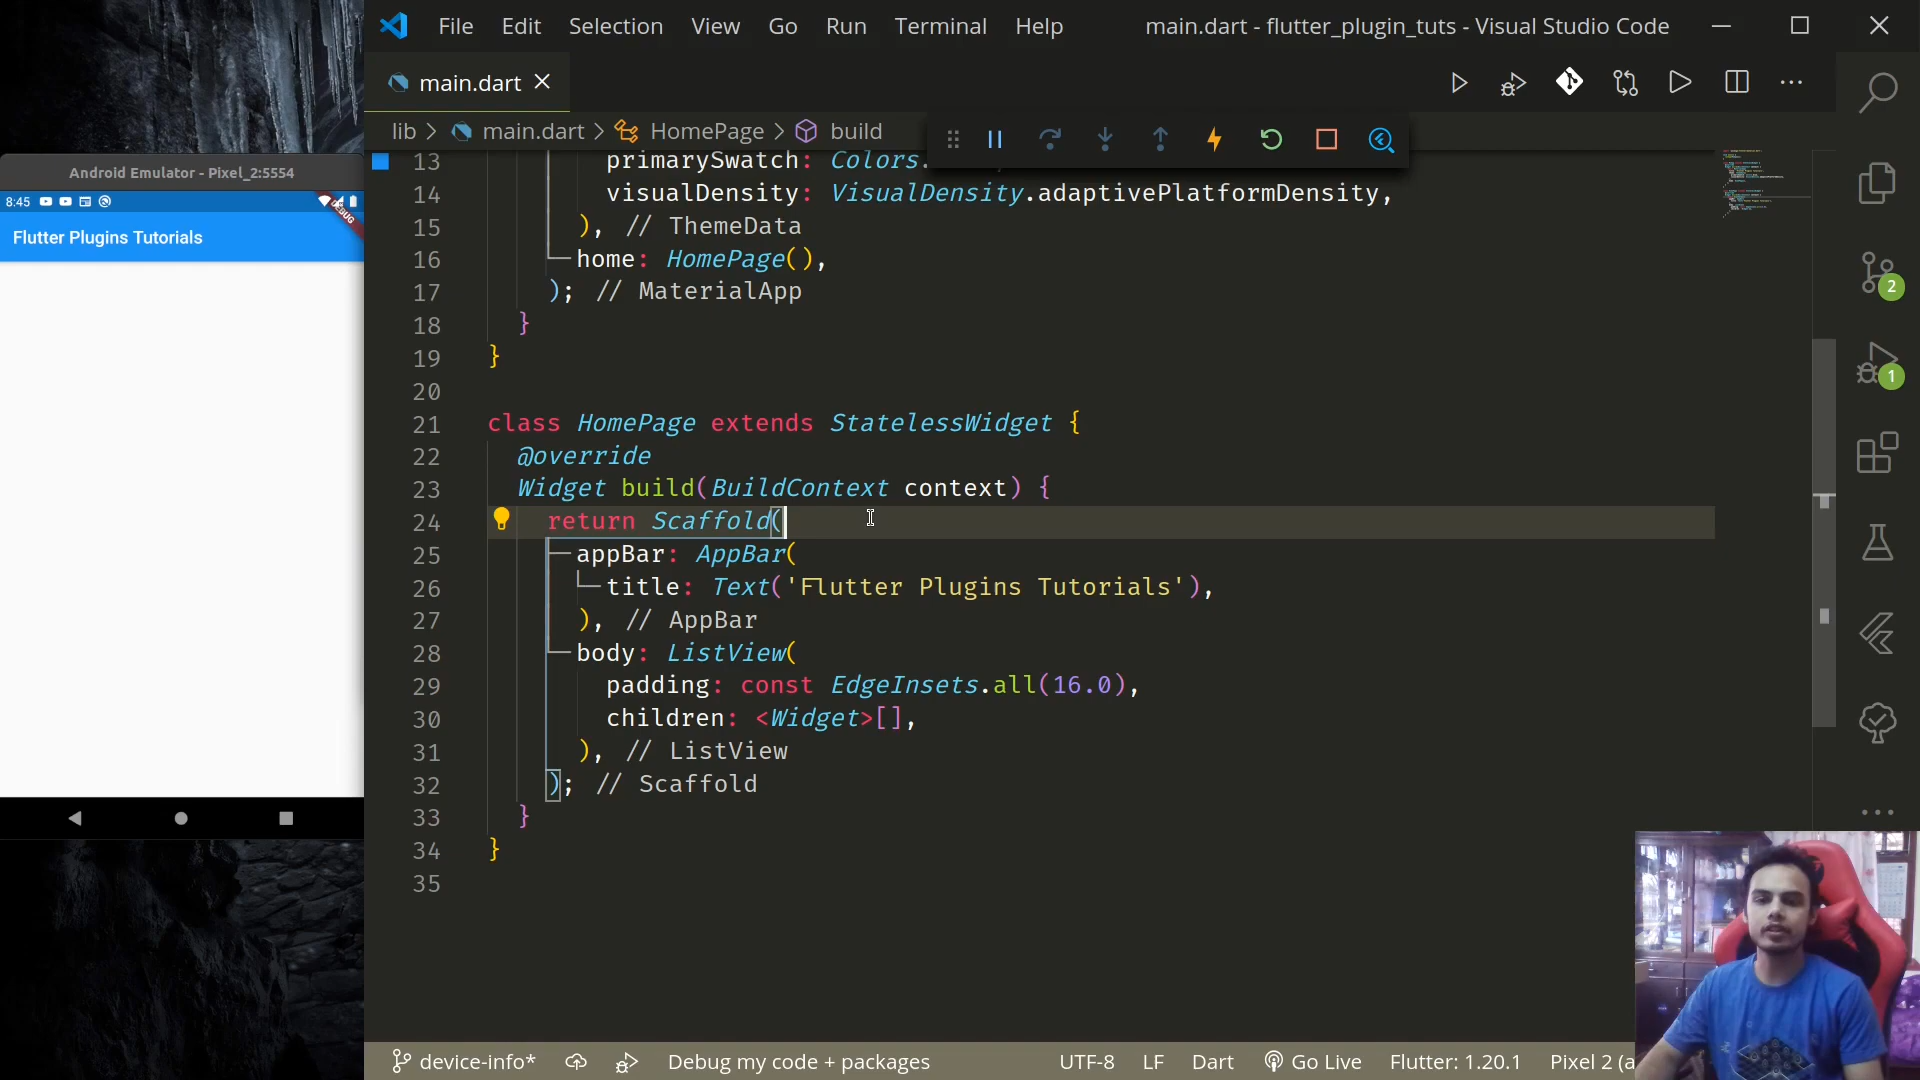 File Edit Selection View Go Run Terminal Help
main.dart - flutter_plugin_tuts - Visual Studio Code
main.dart
lib > main.dart > HomePage > build
Android Emulator - Pixel_2:5554
8:45
DEBUG
Flutter Plugins Tutorials
13 primarySwatch: Colors.
14 visualDensity: VisualDensity.adaptivePlatformDensity,
15 ), // ThemeData
16 home: HomePage(),
17 ); // MaterialApp
18 }
19 }
20
21 class HomePage extends StatelessWidget {
22 @override
23 Widget build(BuildContext context) {
24 return Scaffold(
25 appBar: AppBar(
26 title: Text('Flutter Plugins Tutorials'),
27 ), // AppBar
28 body: ListView(
29 padding: const EdgeInsets.all(16.0),
30 children: <Widget>[],
31 ), // ListView
32 ); // Scaffold
33 }
34 }
35
2
1
device-info* Debug my code + packages UTF-8 LF Dart Go Live Flutter: 1.20.1 Pixel 2 (a